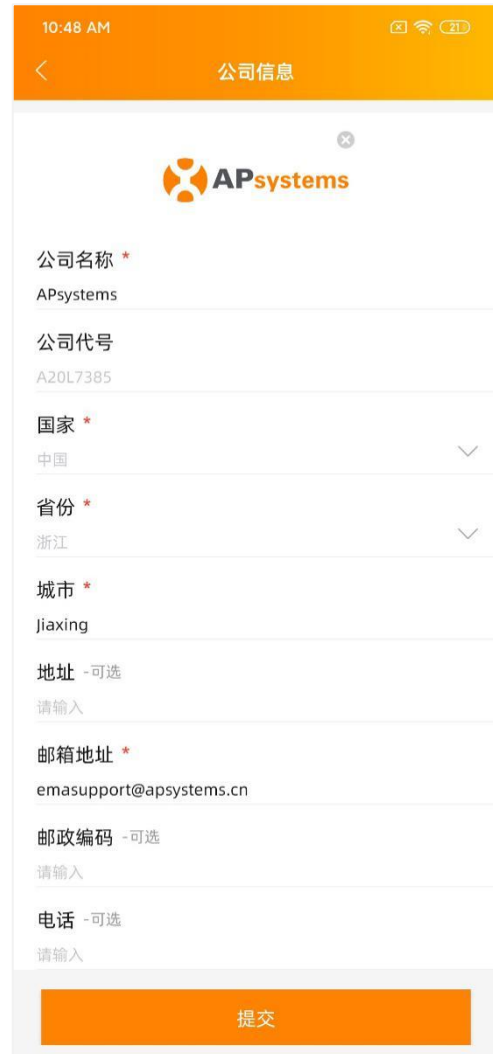 10:48 AM
21
公司信息
APsystems
公司名称 *
APsystems
公司代号
A20L7385
国家 *
中国
省份 *
浙江
城市 *
Jiaxing
地址 -可选
请输入
邮箱地址 *
emasupport@apsystems.cn
邮政编码 -可选
请输入
电话 -可选
请输入
提交